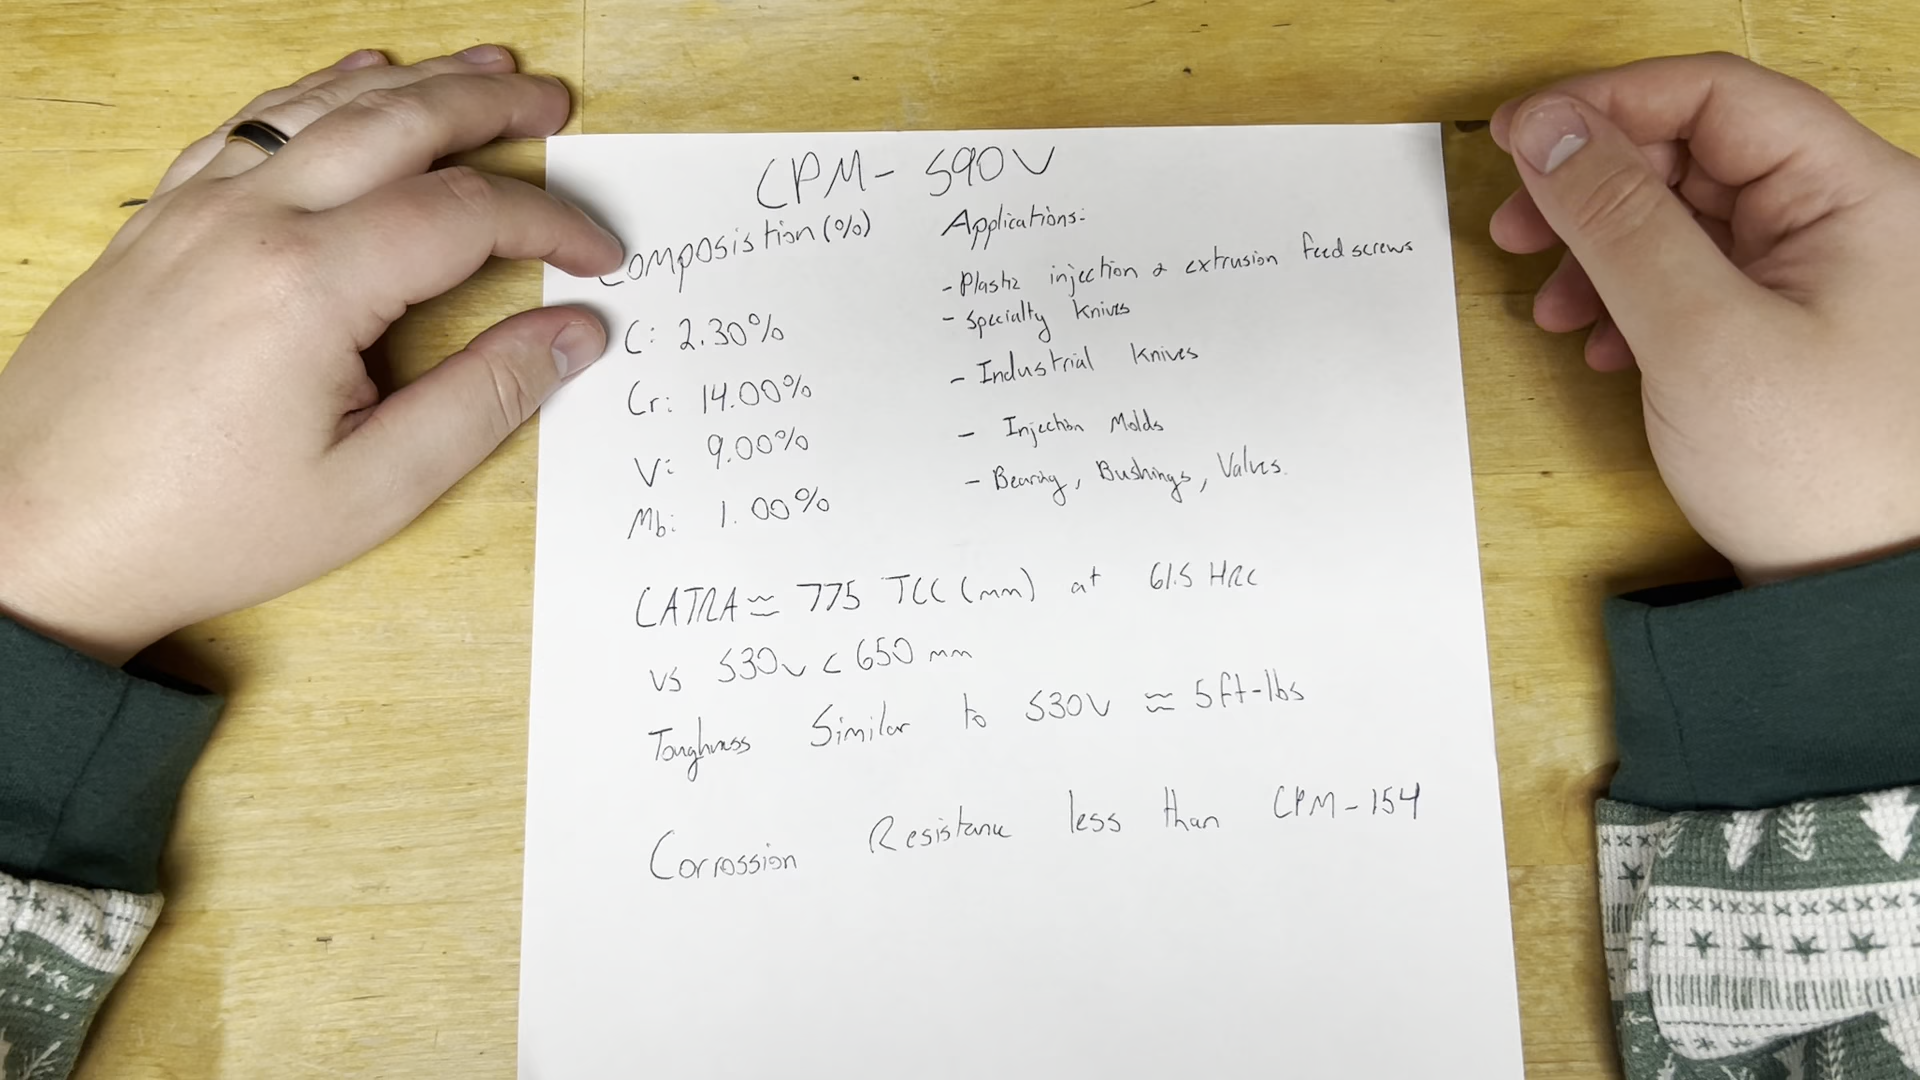 CPM-S90V
Composistion (%)
C: 2.30%
Cr: 14.00%
V: 9.00%
Mb: 1.00%
Applications:
- Plastic injection & extrusion feed screws
- Specialty Knives
- Industrial Knives
- Injection Molds
- Bearing, Bushings, Valves.
CATRA ≈ 775 TCC (mm) at 61.5 HRC
vs S30V < 650 mm
Toughness Similar to S30V ≈ 5ft-lbs
Corrossion Resistance less than CPM-154